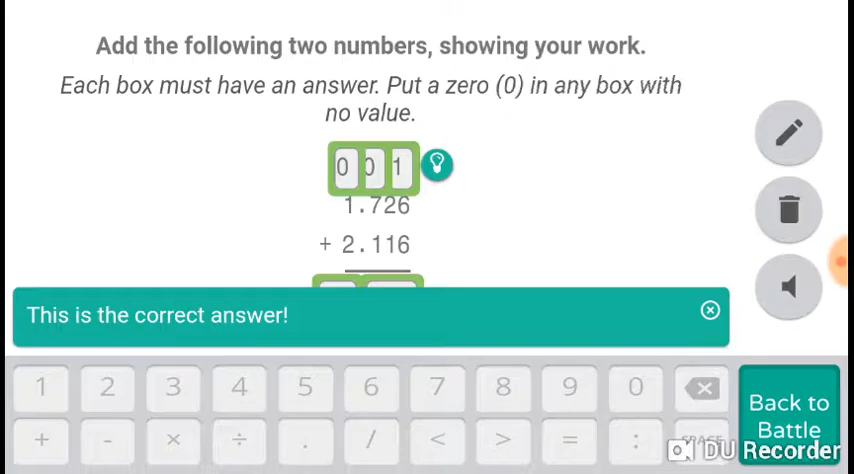 Add the following two numbers, showing your work.
Each box must have an answer. Put a zero (0) in any box with
no value.
0 0 1
1.726
+ 2.116
This is the correct answer!
1 2 3 4 5 6 7 8 9 0
+ - × ÷ . / < > = : SPACE
Back to
Battle
DU Recorder